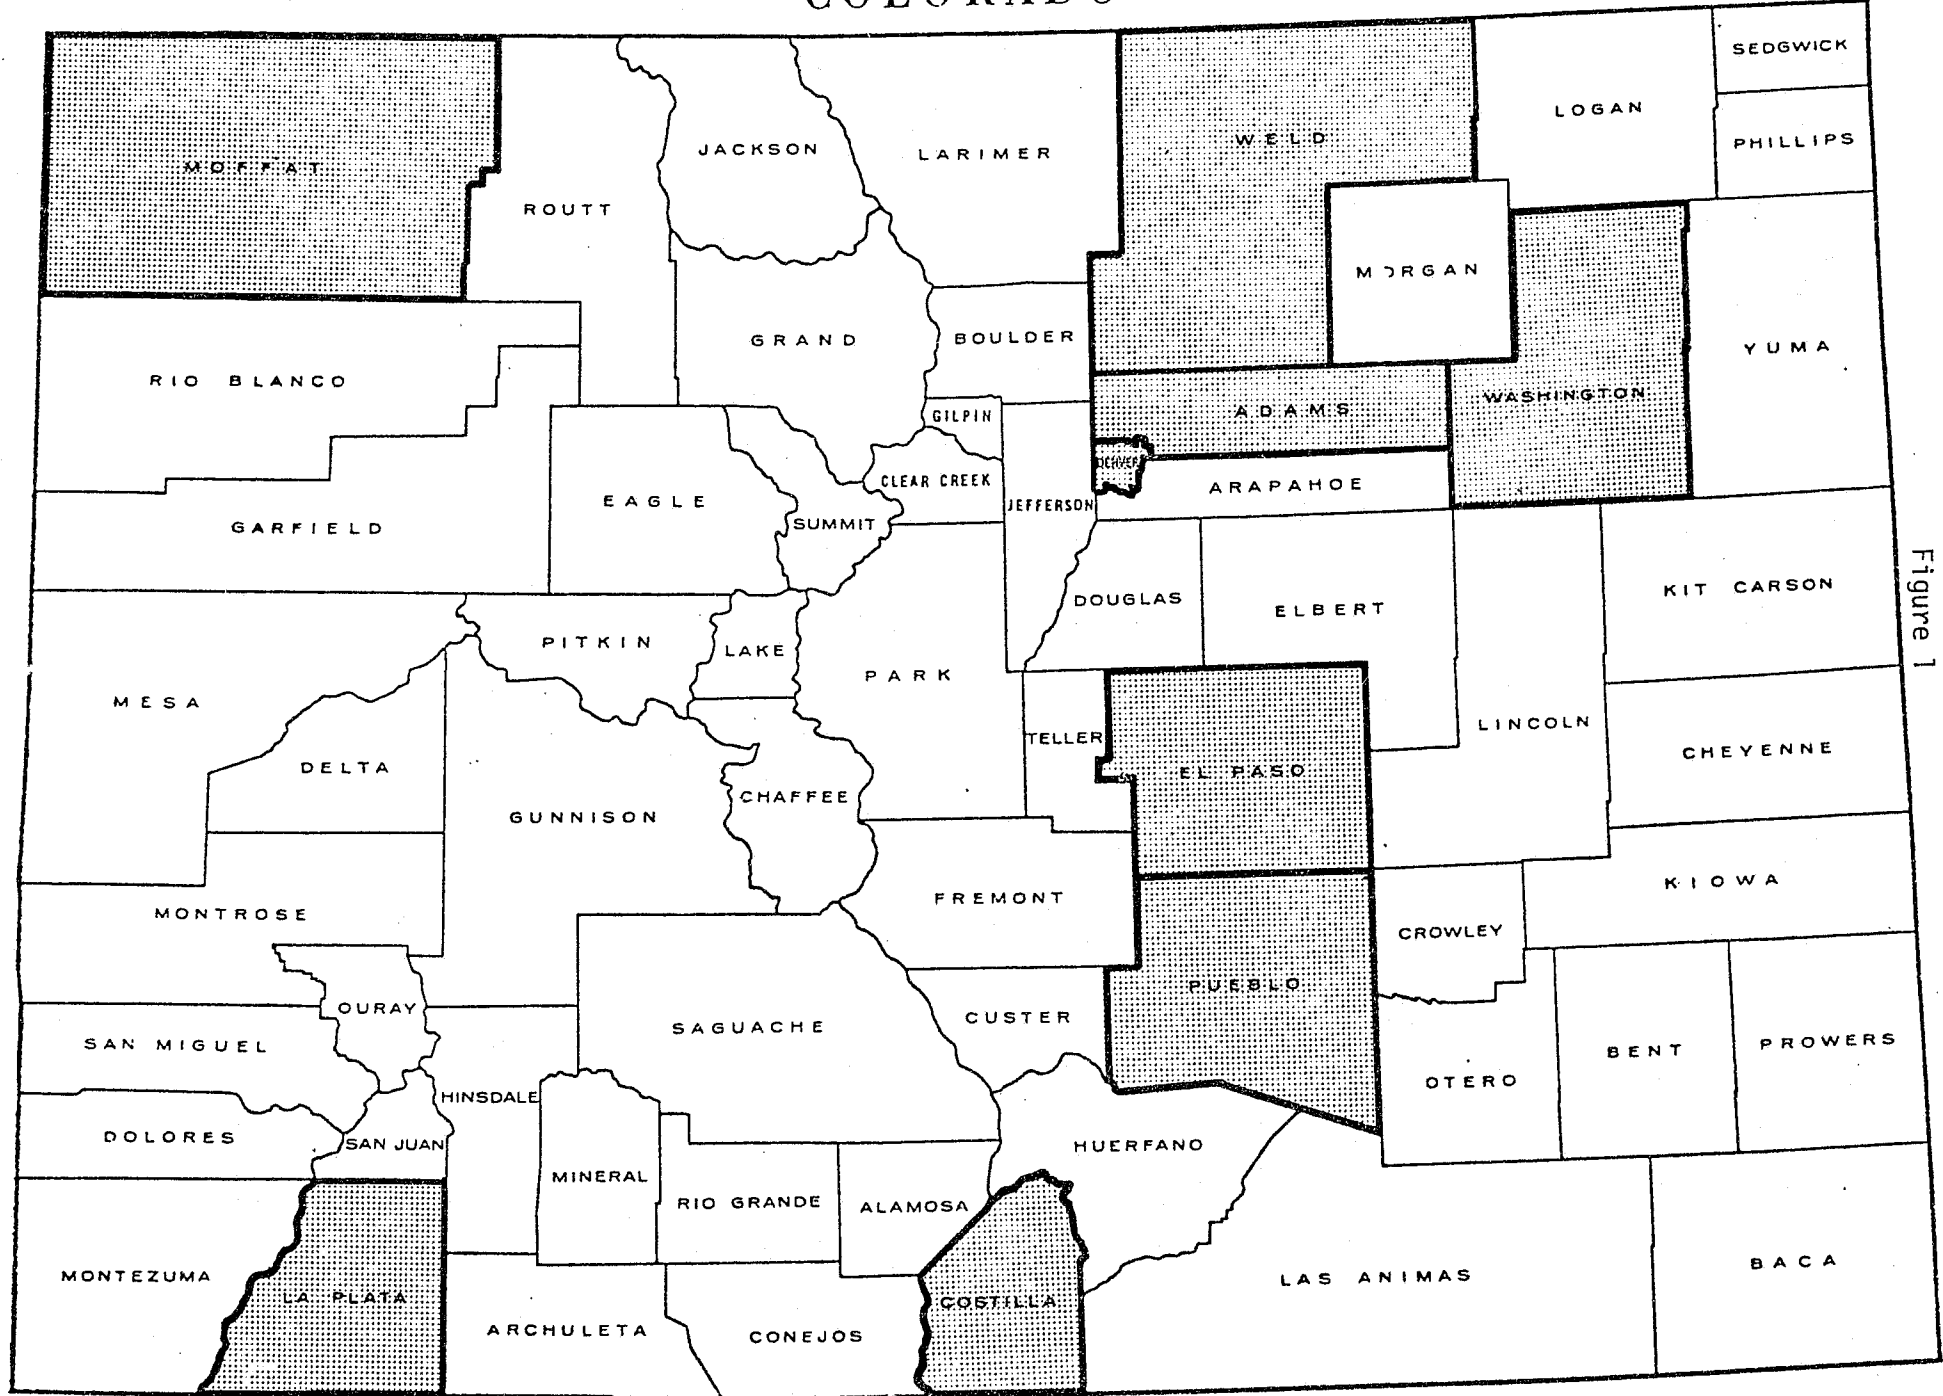 COLORADO
SEDGWICK
LOGAN
PHILLIPS
WELD
MOFFAT
JACKSON
LARIMER
ROUTT
MORGAN
YUMA
GRAND
BOULDER
RIO BLANCO
WASHINGTON
ADAMS
GILPIN
DENVER
CLEAR CREEK
ARAPAHOE
EAGLE
JEFFERSON
SUMMIT
GARFIELD
KIT CARSON
DOUGLAS
ELBERT
Figure 1
PITKIN
LAKE
PARK
MESA
LINCOLN
TELLER
CHEYENNE
DELTA
EL PASO
CHAFFEE
GUNNISON
KIOWA
FREMONT
MONTROSE
CROWLEY
PUEBLO
OURAY
CUSTER
SAGUACHE
SAN MIGUEL
PROWERS
BENT
OTERO
HINSDALE
DOLORES
SAN JUAN
HUERFANO
MINERAL
RIO GRANDE
ALAMOSA
BACA
MONTEZUMA
LAS ANIMAS
LA PLATA
COSTILLA
ARCHULETA
CONEJOS